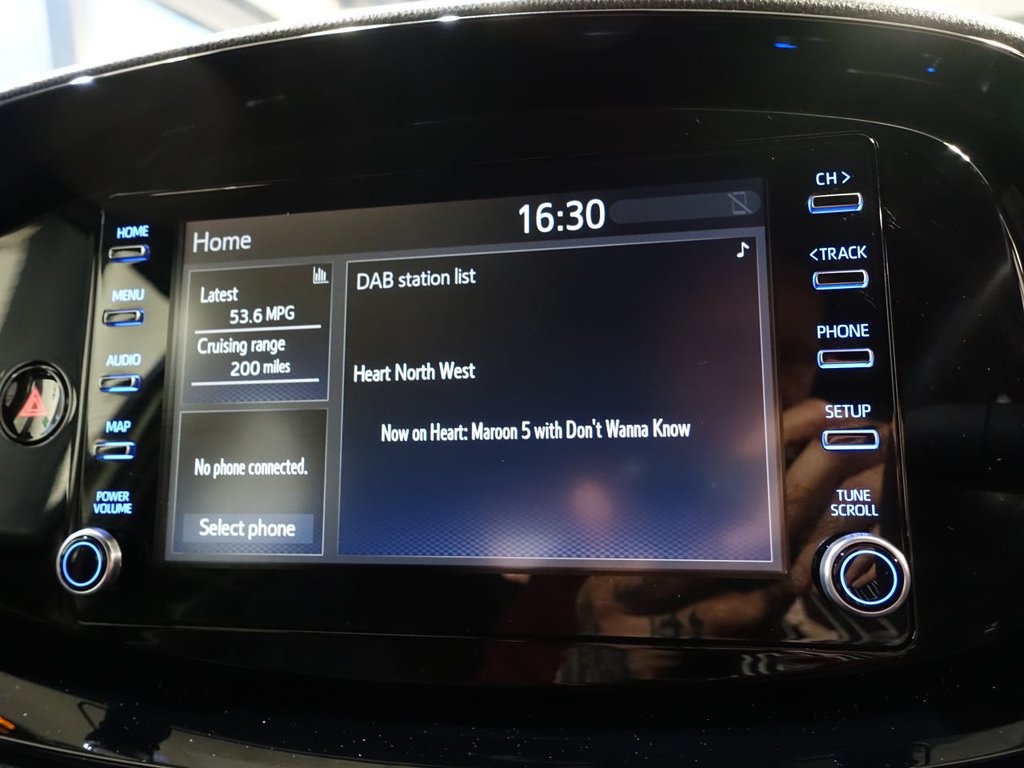 HOME
MENU
AUDIO
MAP
POWER
VOLUME
Home
16:30
Latest
53.6 MPG
Cruising range
200 miles
No phone connected.
Select phone
DAB station list
Heart North West
Now on Heart: Maroon 5 with Don't Wanna Know
CH >
<TRACK
PHONE
SETUP
TUNE
SCROLL